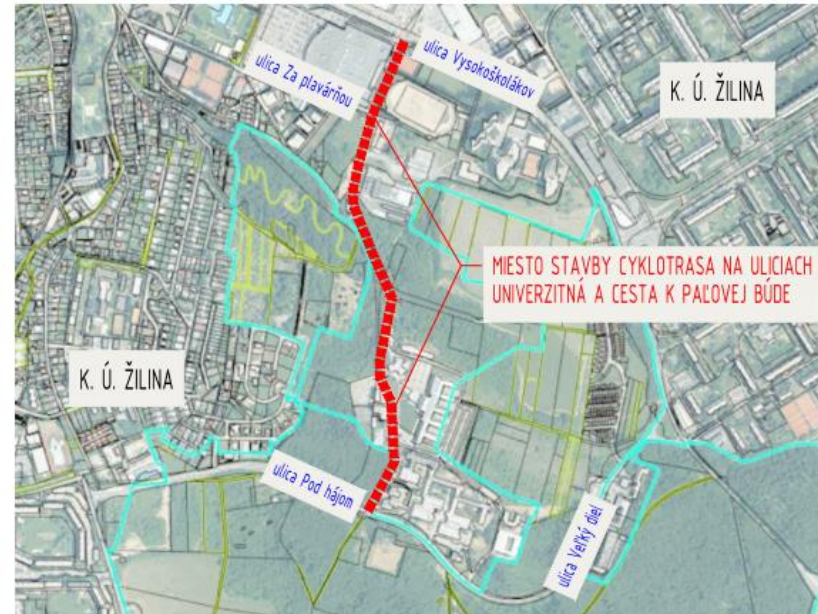 ulica Za plavárňou
ulica Vysokoškolákov
K. Ú. ŽILINA
MIESTO STAVBY CYKLOTRASA NA ULICIACH
UNIVERZITNÁ A CESTA K PAĽOVEJ BÚDE
K. Ú. ŽILINA
ulica Pod hájom
ulica Veľký diel